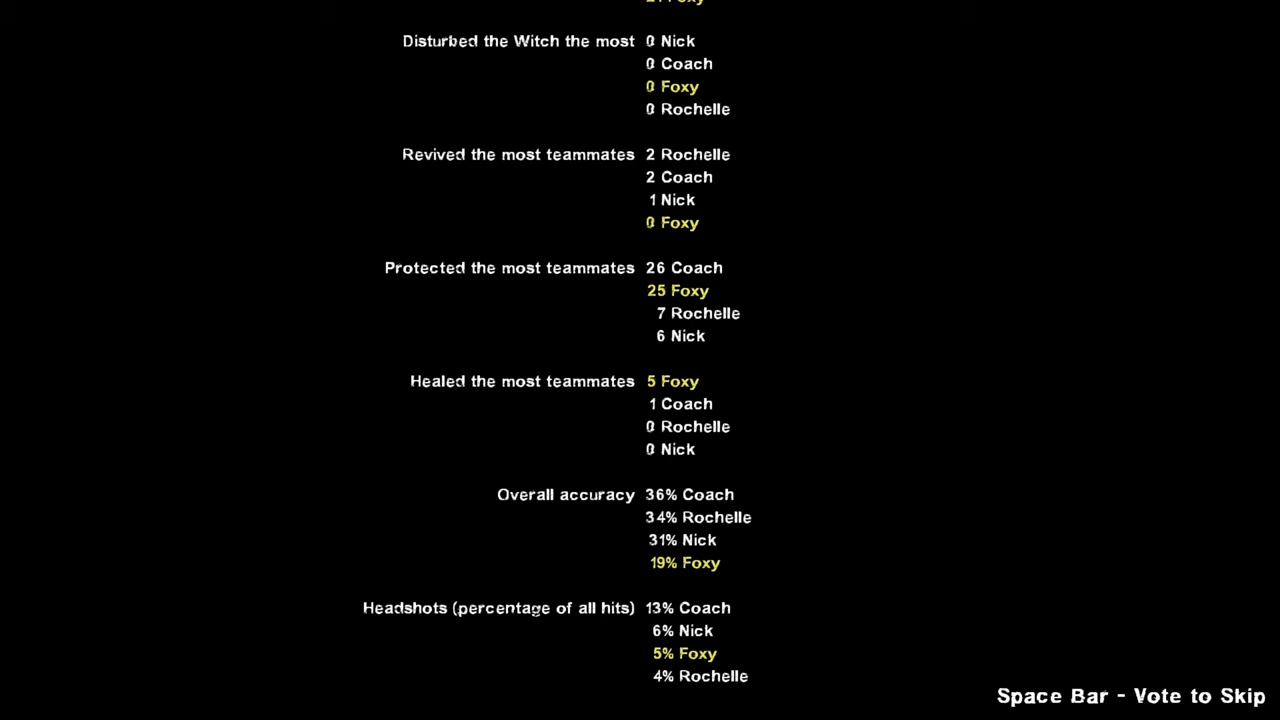 Foxy
Disturbed the Witch the most 0 Nick
0 Coach
0 Foxy
0 Rochelle
Revived the most teammates 2 Rochelle
2 Coach
1 Nick
0 Foxy
Protected the most teammates 26 Coach
25 Foxy
7 Rochelle
6 Nick
Healed the most teammates 5 Foxy
1 Coach
0 Rochelle
0 Nick
Overall accuracy 36% Coach
34% Rochelle
31% Nick
19% Foxy
Headshots (percentage of all hits) 13% Coach
6% Nick
5% Foxy
4% Rochelle
Space Bar - Vote to Skip